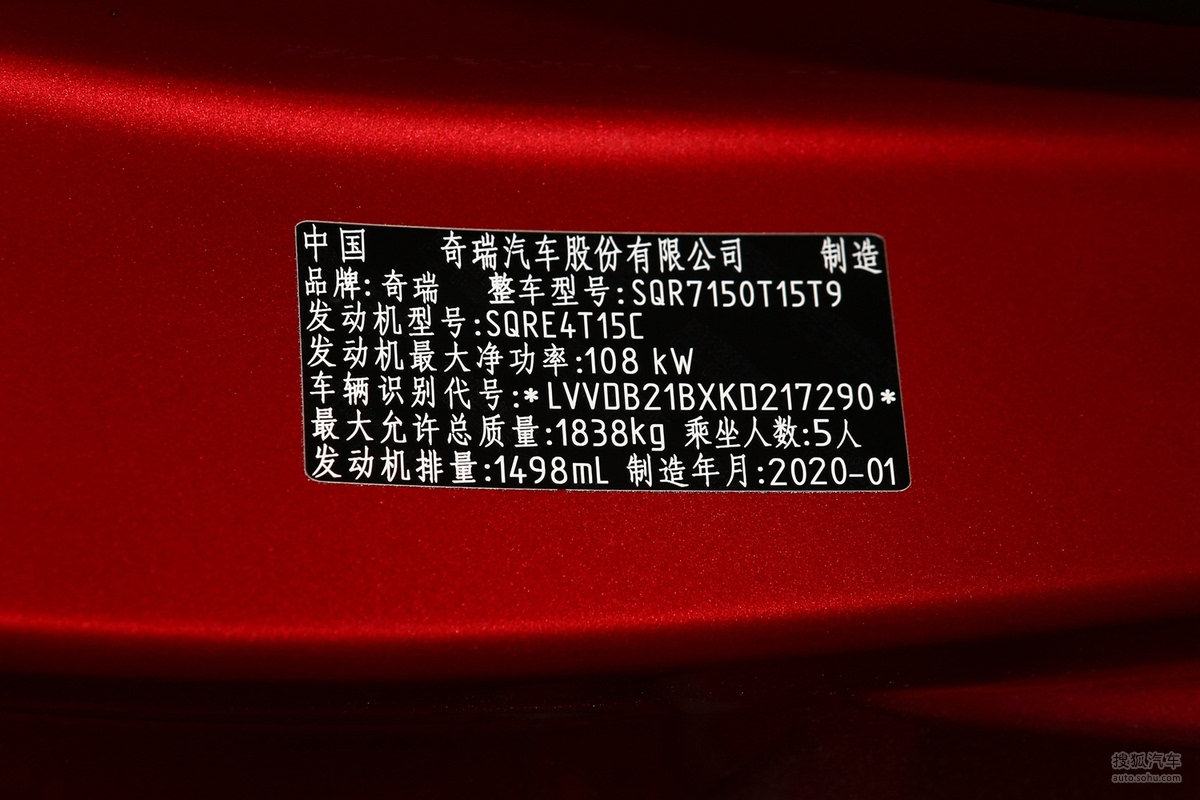 中国 奇瑞汽车股份有限公司 制造
品牌:奇瑞 整车型号:SQR7150T15T9
发动机型号:SQRE4T15C
发动机最大净功率:108 kW
车辆识别代号:*LVVDB21BXKD217290*
最大允许总质量:1838kg 乘坐人数:5人
发动机排量:1498mL 制造年月:2020-01
搜狐汽车
auto.sohu.com